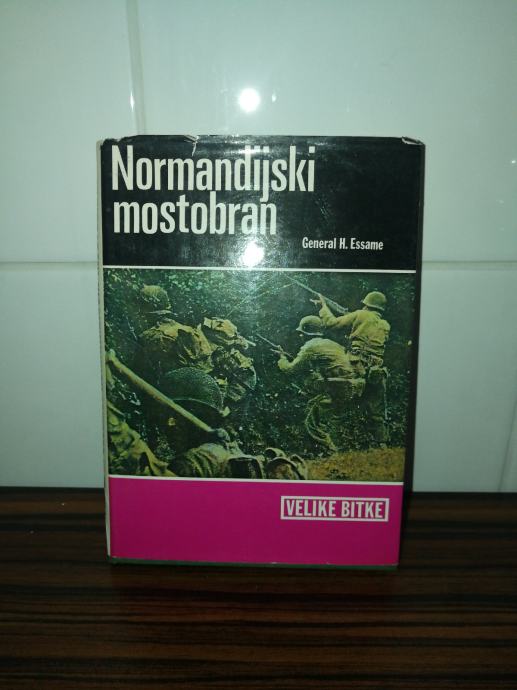 Normandijski
mostobran
General H. Essame
VELIKE BITKE